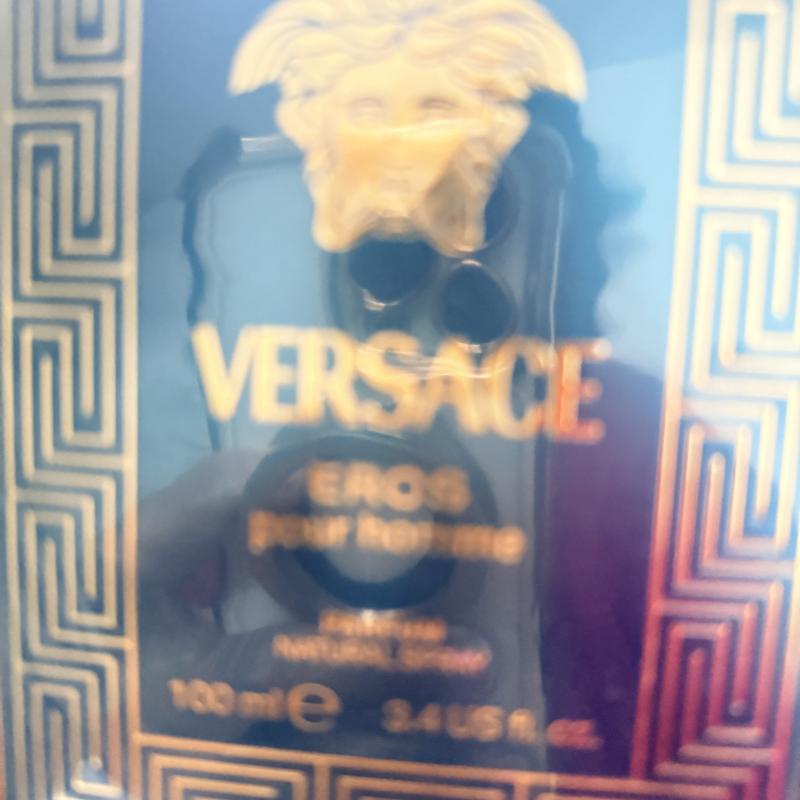 VERSACE
EROS
pour homme
PARFUM
NATURAL SPRAY
100 ml e 3.4 US fl. oz.